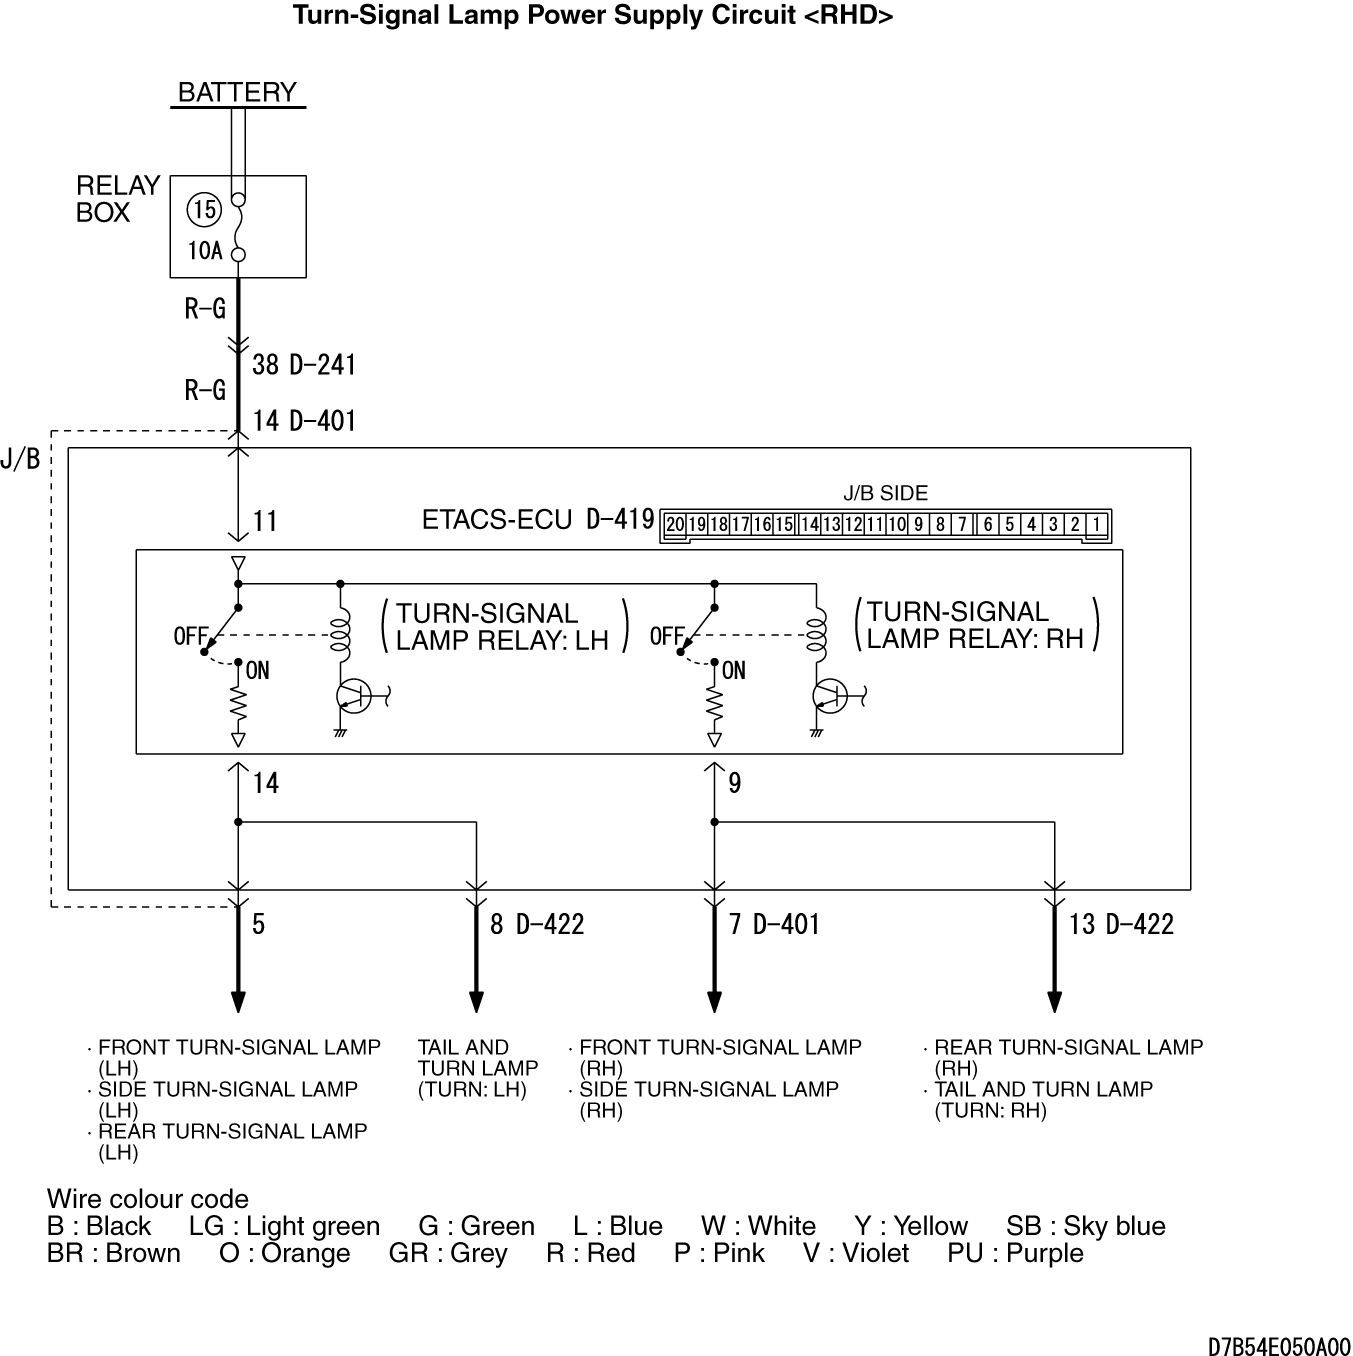 Turn-Signal Lamp Power Supply Circuit <RHD>
BATTERY
RELAY
BOX
15
10A
R-G
38 D-241
R-G
14 D-401
J/B
11
ETACS-ECU D-419
J/B SIDE
20 19 18 17 16 15 14 13 12 11 10 9 8 7 6 5 4 3 2 1
OFF
ON
(TURN-SIGNAL
LAMP RELAY: LH)
OFF
ON
(TURN-SIGNAL
LAMP RELAY: RH)
14
9
5
8 D-422
7 D-401
13 D-422
· FRONT TURN-SIGNAL LAMP
(LH)
· SIDE TURN-SIGNAL LAMP
(LH)
· REAR TURN-SIGNAL LAMP
(LH)
TAIL AND
TURN LAMP
(TURN: LH)
· FRONT TURN-SIGNAL LAMP
(RH)
· SIDE TURN-SIGNAL LAMP
(RH)
· REAR TURN-SIGNAL LAMP
(RH)
· TAIL AND TURN LAMP
(TURN: RH)
Wire colour code
B : Black LG : Light green G : Green L : Blue W : White Y : Yellow SB : Sky blue
BR : Brown O : Orange GR : Grey R : Red P : Pink V : Violet PU : Purple
D7B54E050A00